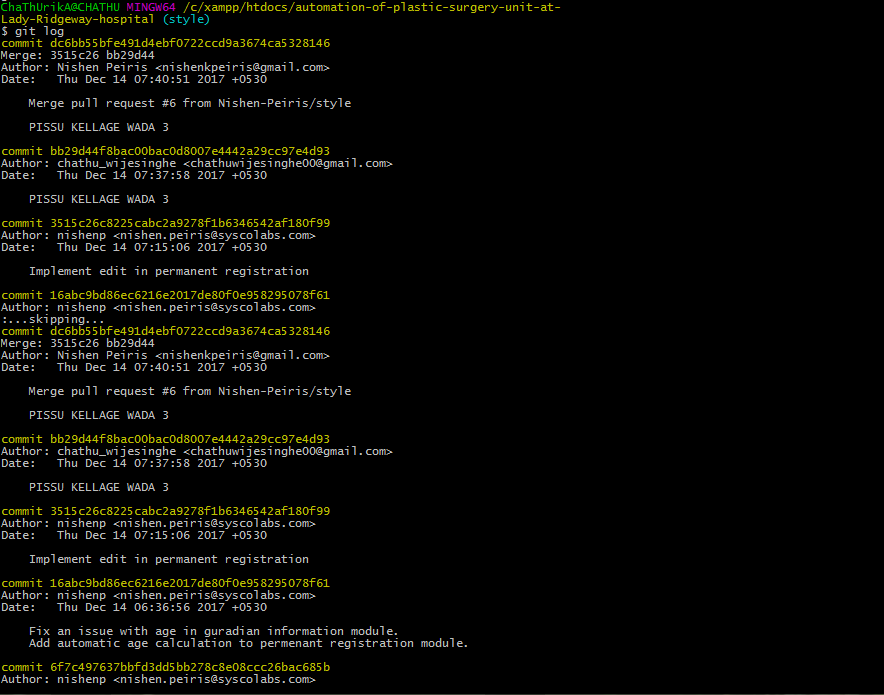 ChaThUrikA@CHATHU MINGW64 /c/xampp/htdocs/automation-of-plastic-surgery-unit-at-
Lady-Ridgeway-hospital (style)
$ git log
commit dc6bb55bfe491d4ebf0722ccd9a3674ca5328146
Merge: 3515c26 bb29d44
Author: Nishen Peiris <nishenkpeiris@gmail.com>
Date:   Thu Dec 14 07:40:51 2017 +0530
    Merge pull request #6 from Nishen-Peiris/style
    PISSU KELLAGE WADA 3
commit bb29d44f8bac00bac0d8007e4442a29cc97e4d93
Author: chathu_wijesinghe <chathuwijesinghe00@gmail.com>
Date:   Thu Dec 14 07:37:58 2017 +0530
    PISSU KELLAGE WADA 3
commit 3515c26c8225cabc2a9278f1b6346542af180f99
Author: nishenp <nishen.peiris@syscolabs.com>
Date:   Thu Dec 14 07:15:06 2017 +0530
    Implement edit in permanent registration
commit 16abc9bd86ec6216e2017de80f0e958295078f61
Author: nishenp <nishen.peiris@syscolabs.com>
:...skipping...
commit dc6bb55bfe491d4ebf0722ccd9a3674ca5328146
Merge: 3515c26 bb29d44
Author: Nishen Peiris <nishenkpeiris@gmail.com>
Date:   Thu Dec 14 07:40:51 2017 +0530
    Merge pull request #6 from Nishen-Peiris/style
    PISSU KELLAGE WADA 3
commit bb29d44f8bac00bac0d8007e4442a29cc97e4d93
Author: chathu_wijesinghe <chathuwijesinghe00@gmail.com>
Date:   Thu Dec 14 07:37:58 2017 +0530
    PISSU KELLAGE WADA 3
commit 3515c26c8225cabc2a9278f1b6346542af180f99
Author: nishenp <nishen.peiris@syscolabs.com>
Date:   Thu Dec 14 07:15:06 2017 +0530
    Implement edit in permanent registration
commit 16abc9bd86ec6216e2017de80f0e958295078f61
Author: nishenp <nishen.peiris@syscolabs.com>
Date:   Thu Dec 14 06:36:56 2017 +0530
    Fix an issue with age in guradian information module.
    Add automatic age calculation to permenant registration module.
commit 6f7c497637bbfd3dd5bb278c8e08ccc26bac685b
Author: nishenp <nishen.peiris@syscolabs.com>